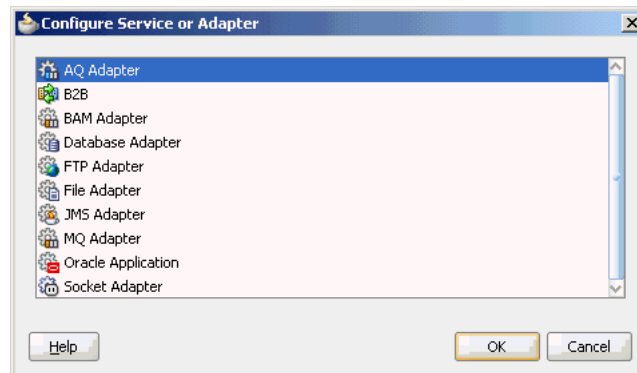 Configure Service or Adapter
AQ Adapter
B2B
BAM Adapter
Database Adapter
FTP Adapter
File Adapter
JMS Adapter
MQ Adapter
Oracle Application
Socket Adapter
Help
OK
Cancel